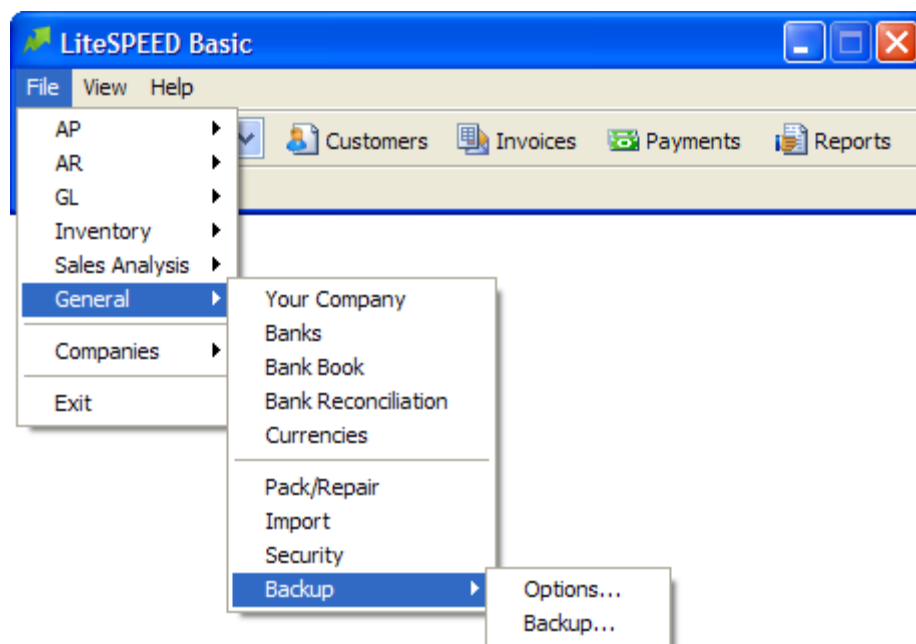 LiteSPEED Basic
File View Help
Customers Invoices Payments Reports
AP
AR
GL
Inventory
Sales Analysis
General
Companies
Exit
Your Company
Banks
Bank Book
Bank Reconciliation
Currencies
Pack/Repair
Import
Security
Backup
Options...
Backup...